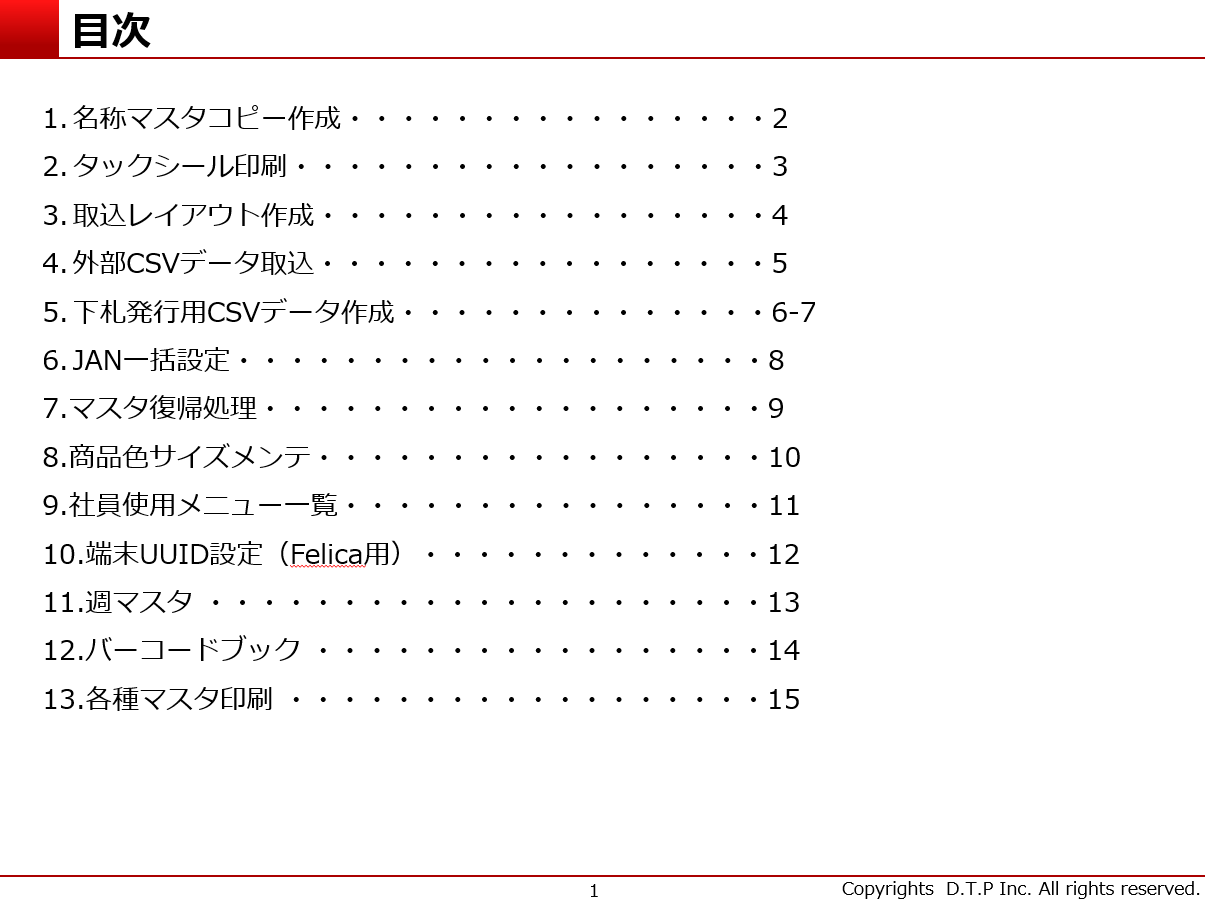 目次
1. 名称マスタコピー作成・・・・・・・・・・・・・・・・2
2. タックシール印刷・・・・・・・・・・・・・・・・・・3
3. 取込レイアウト作成・・・・・・・・・・・・・・・・・4
4. 外部CSVデータ取込・・・・・・・・・・・・・・・・・5
5. 下札発行用CSVデータ作成・・・・・・・・・・・・・・6-7
6. JAN一括設定・・・・・・・・・・・・・・・・・・・・8
7.マスタ復帰処理・・・・・・・・・・・・・・・・・・・9
8.商品色サイズメンテ・・・・・・・・・・・・・・・・・10
9.社員使用メニュー一覧・・・・・・・・・・・・・・・・11
10.端末UUID設定（Felica用）・・・・・・・・・・・・・12
11.週マスタ ・・・・・・・・・・・・・・・・・・・・・13
12.バーコードブック ・・・・・・・・・・・・・・・・・14
13.各種マスタ印刷 ・・・・・・・・・・・・・・・・・・15
1
Copyrights D.T.P Inc. All rights reserved.